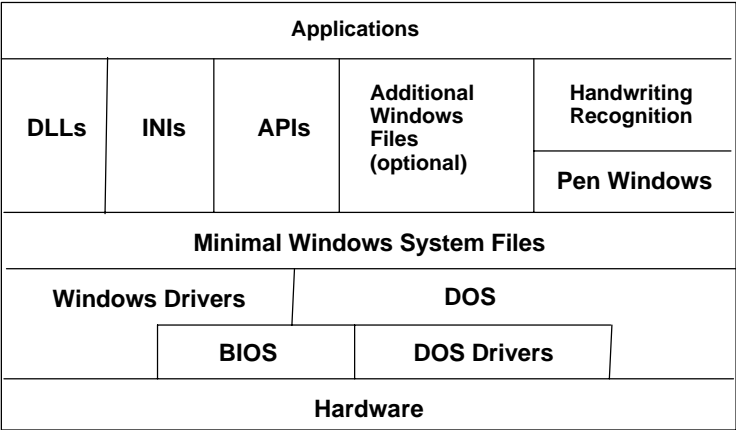 Applications
DLLs
INIs
APIs
Additional
Windows
Files
(optional)
Handwriting
Recognition
Pen Windows
Minimal Windows System Files
Windows Drivers
DOS
BIOS
DOS Drivers
Hardware